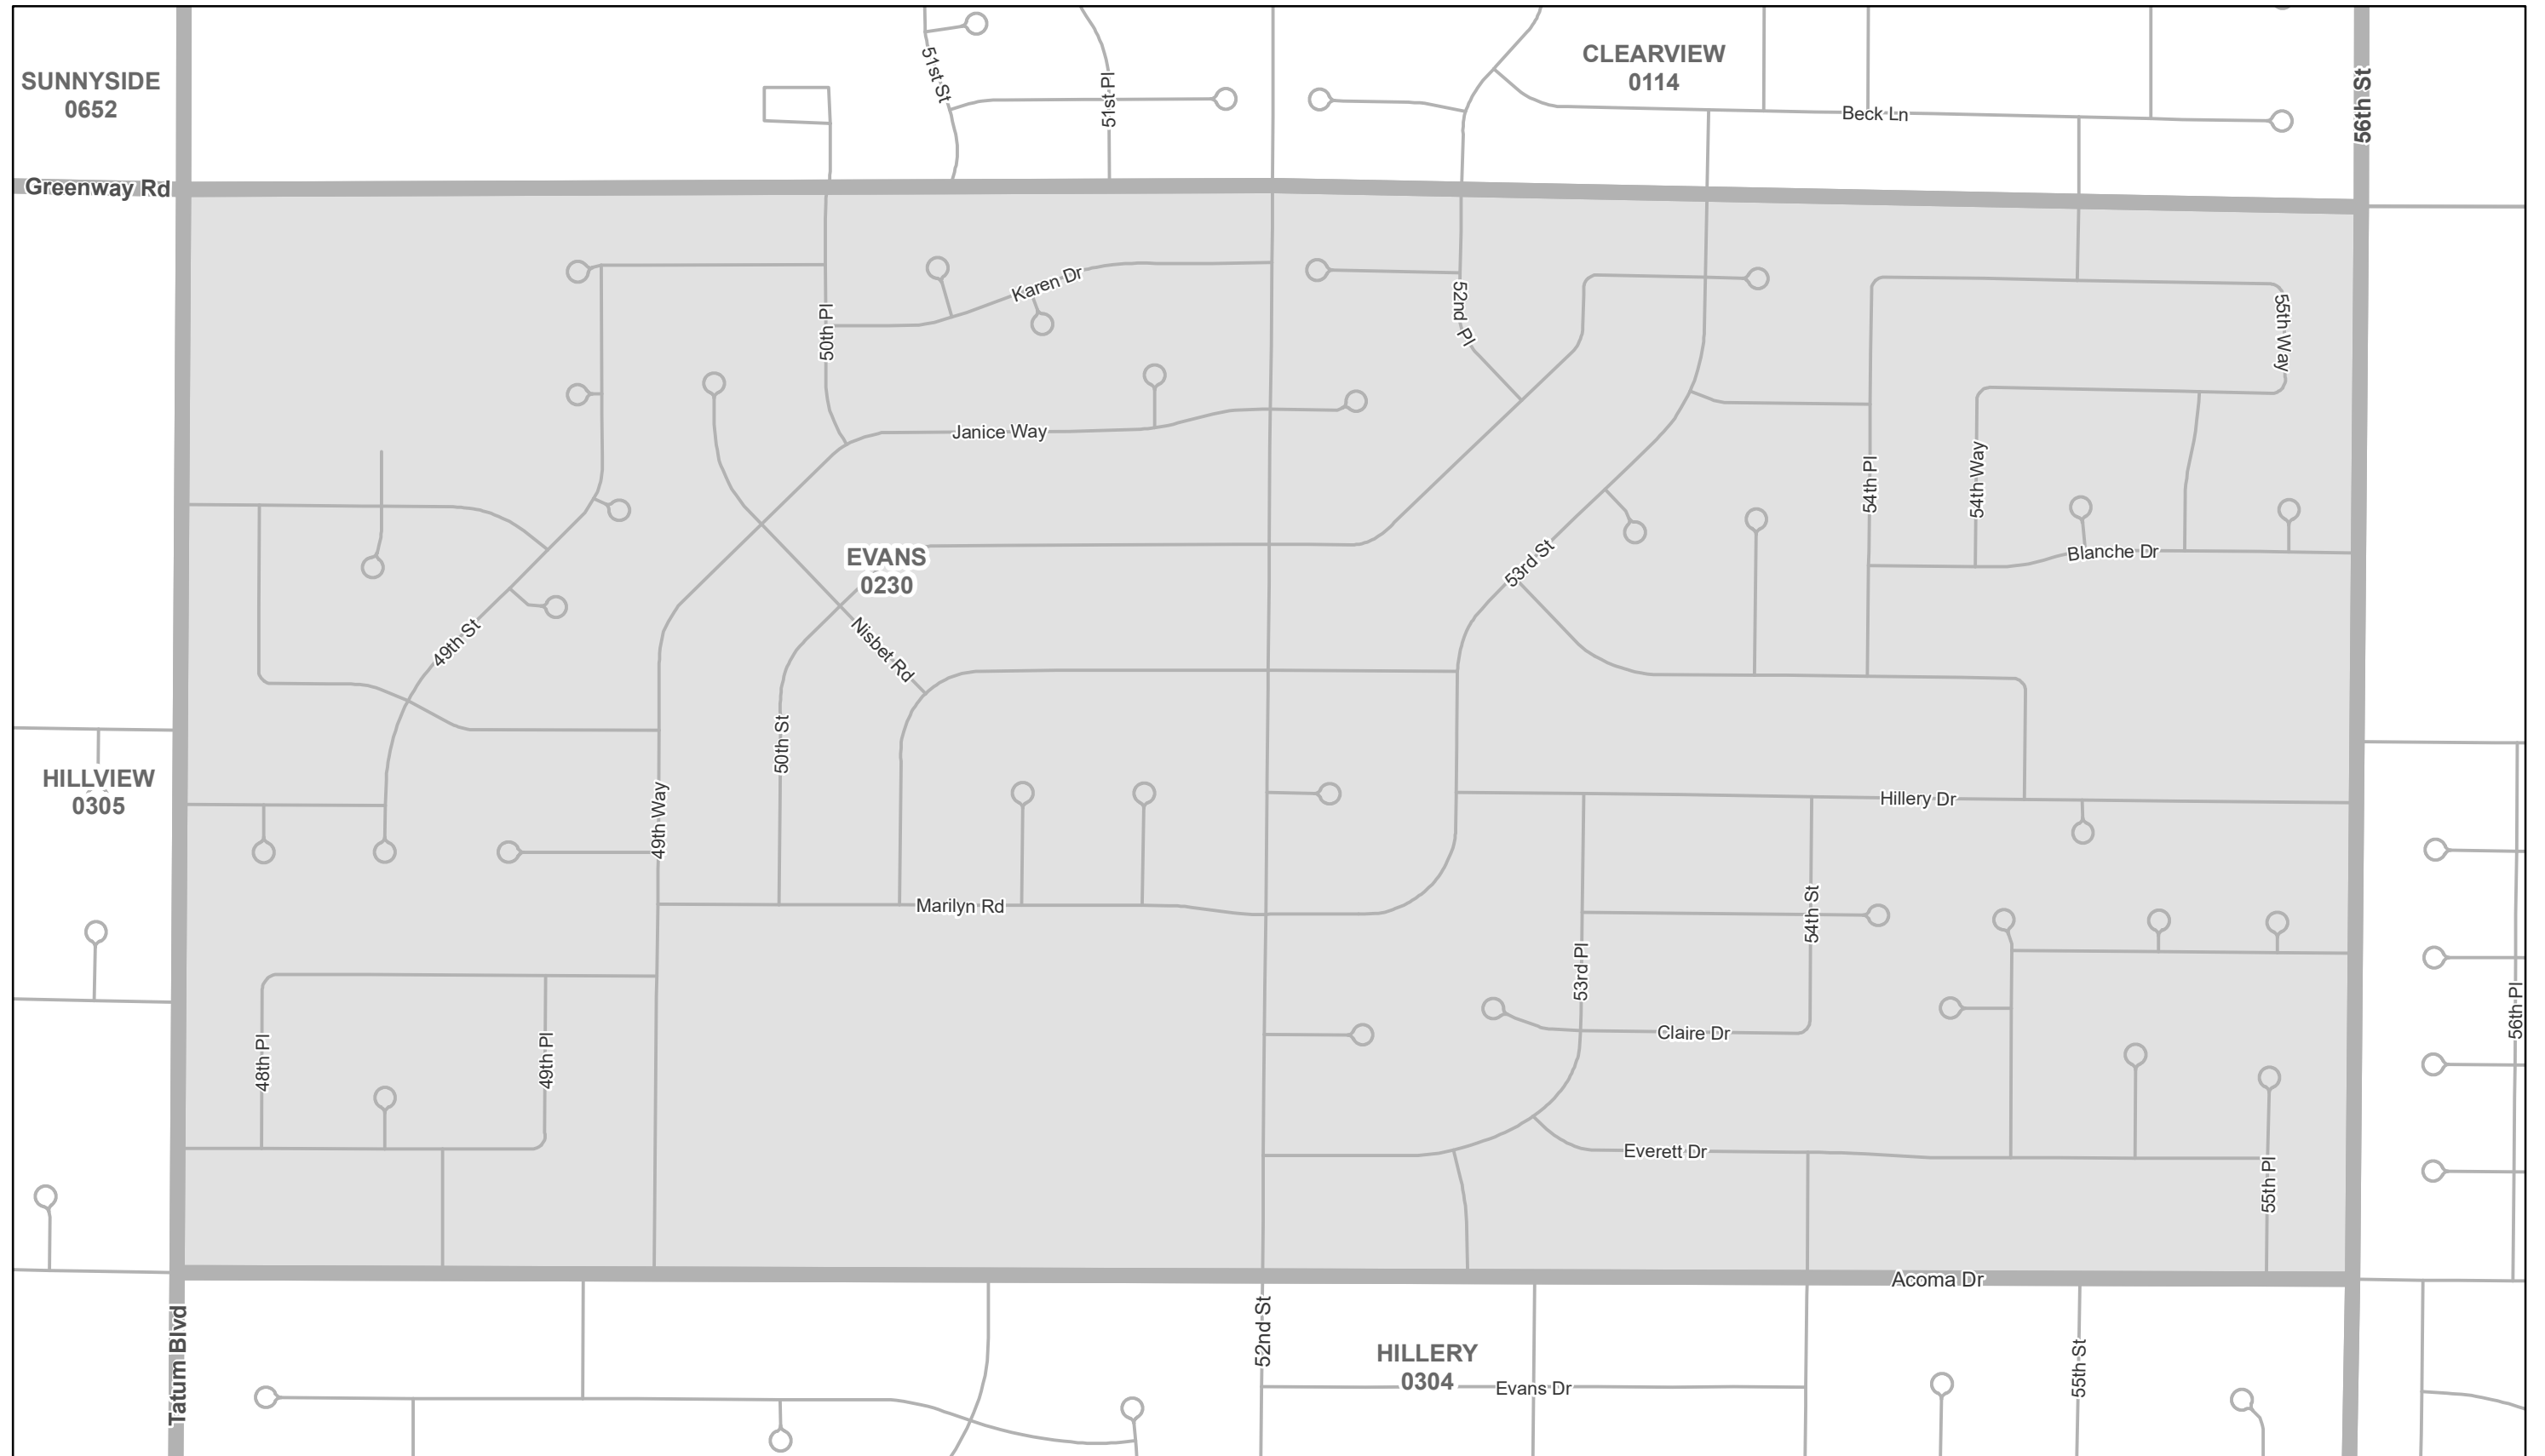 51st St
51st Pl
CLEARVIEW
0114
SUNNYSIDE
0652
56th St
Beck Ln
Greenway Rd
Karen Dr
50th Pl
52nd Pl
55th Way
Janice Way
54th Pl
54th Way
EVANS
0230
53rd St
Blanche Dr
49th St
Nisbet Rd
50th St
HILLVIEW
0305
49th Way
Hillery Dr
Marilyn Rd
54th St
53rd Pl
56th Pl
48th Pl
49th Pl
Claire Dr
Everett Dr
55th Pl
Acoma Dr
Tatum Blvd
52nd St
HILLERY
0304
Evans Dr
55th St